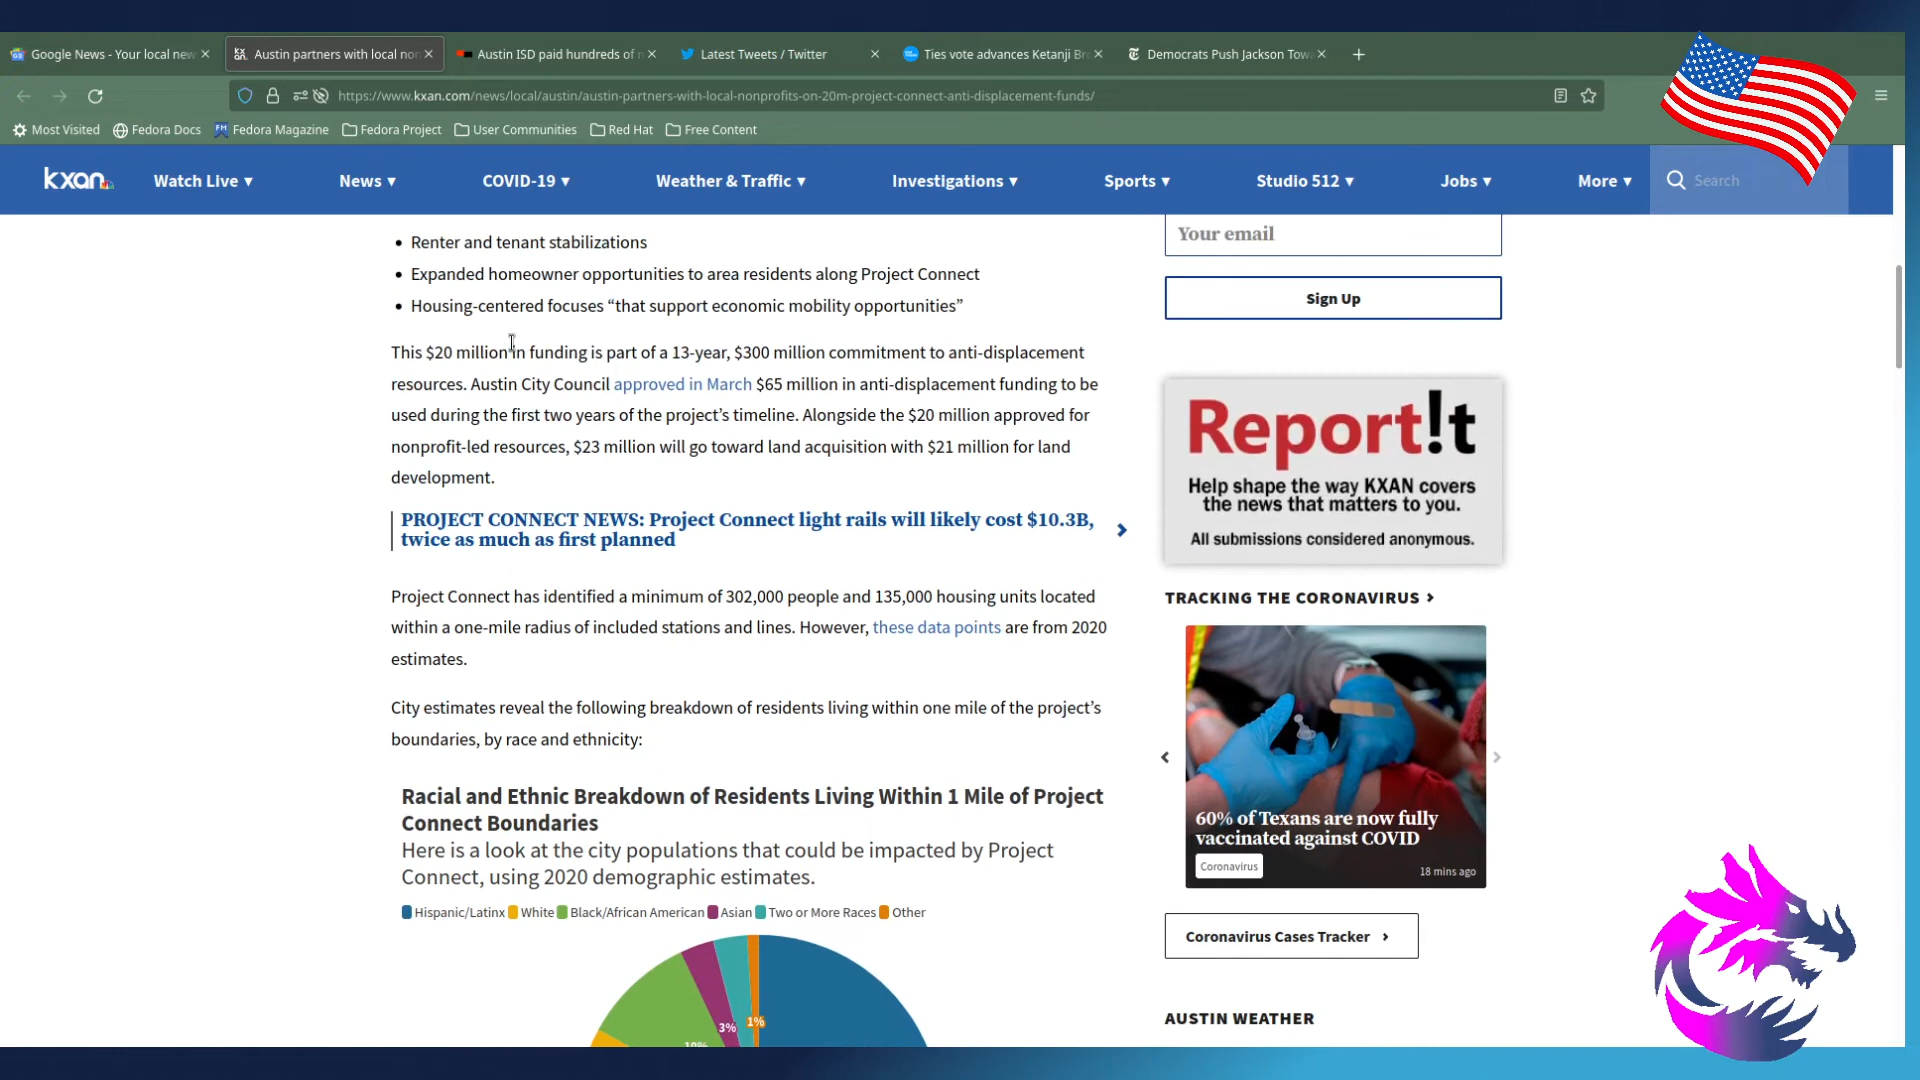 Google News - Your local new
Austin partners with local non
Austin ISD paid hundreds of n
Latest Tweets / Twitter
Ties vote advances Ketanji Br
Democrats Push Jackson Tow
https://www.kxan.com/news/local/austin/austin-partners-with-local-nonprofits-on-20m-project-connect-anti-displacement-funds/
Most Visited
Fedora Docs
Fedora Magazine
Fedora Project
User Communities
Red Hat
Free Content
kxan
Watch Live ▾
News ▾
COVID-19 ▾
Weather & Traffic ▾
Investigations ▾
Sports ▾
Studio 512 ▾
Jobs ▾
More ▾
Search
• Renter and tenant stabilizations
• Expanded homeowner opportunities to area residents along Project Connect
• Housing-centered focuses “that support economic mobility opportunities”
This $20 million in funding is part of a 13-year, $300 million commitment to anti-displacement
resources. Austin City Council approved in March $65 million in anti-displacement funding to be
used during the first two years of the project’s timeline. Alongside the $20 million approved for
nonprofit-led resources, $23 million will go toward land acquisition with $21 million for land
development.
PROJECT CONNECT NEWS: Project Connect light rails will likely cost $10.3B,
twice as much as first planned
Project Connect has identified a minimum of 302,000 people and 135,000 housing units located
within a one-mile radius of included stations and lines. However, these data points are from 2020
estimates.
City estimates reveal the following breakdown of residents living within one mile of the project’s
boundaries, by race and ethnicity:
Racial and Ethnic Breakdown of Residents Living Within 1 Mile of Project
Connect Boundaries
Here is a look at the city populations that could be impacted by Project
Connect, using 2020 demographic estimates.
Hispanic/Latinx White Black/African American Asian Two or More Races Other
3%
1%
Your email
Sign Up
Report!t
Help shape the way KXAN covers
the news that matters to you.
All submissions considered anonymous.
TRACKING THE CORONAVIRUS
60% of Texans are now fully
vaccinated against COVID
Coronavirus
18 mins ago
Coronavirus Cases Tracker
AUSTIN WEATHER